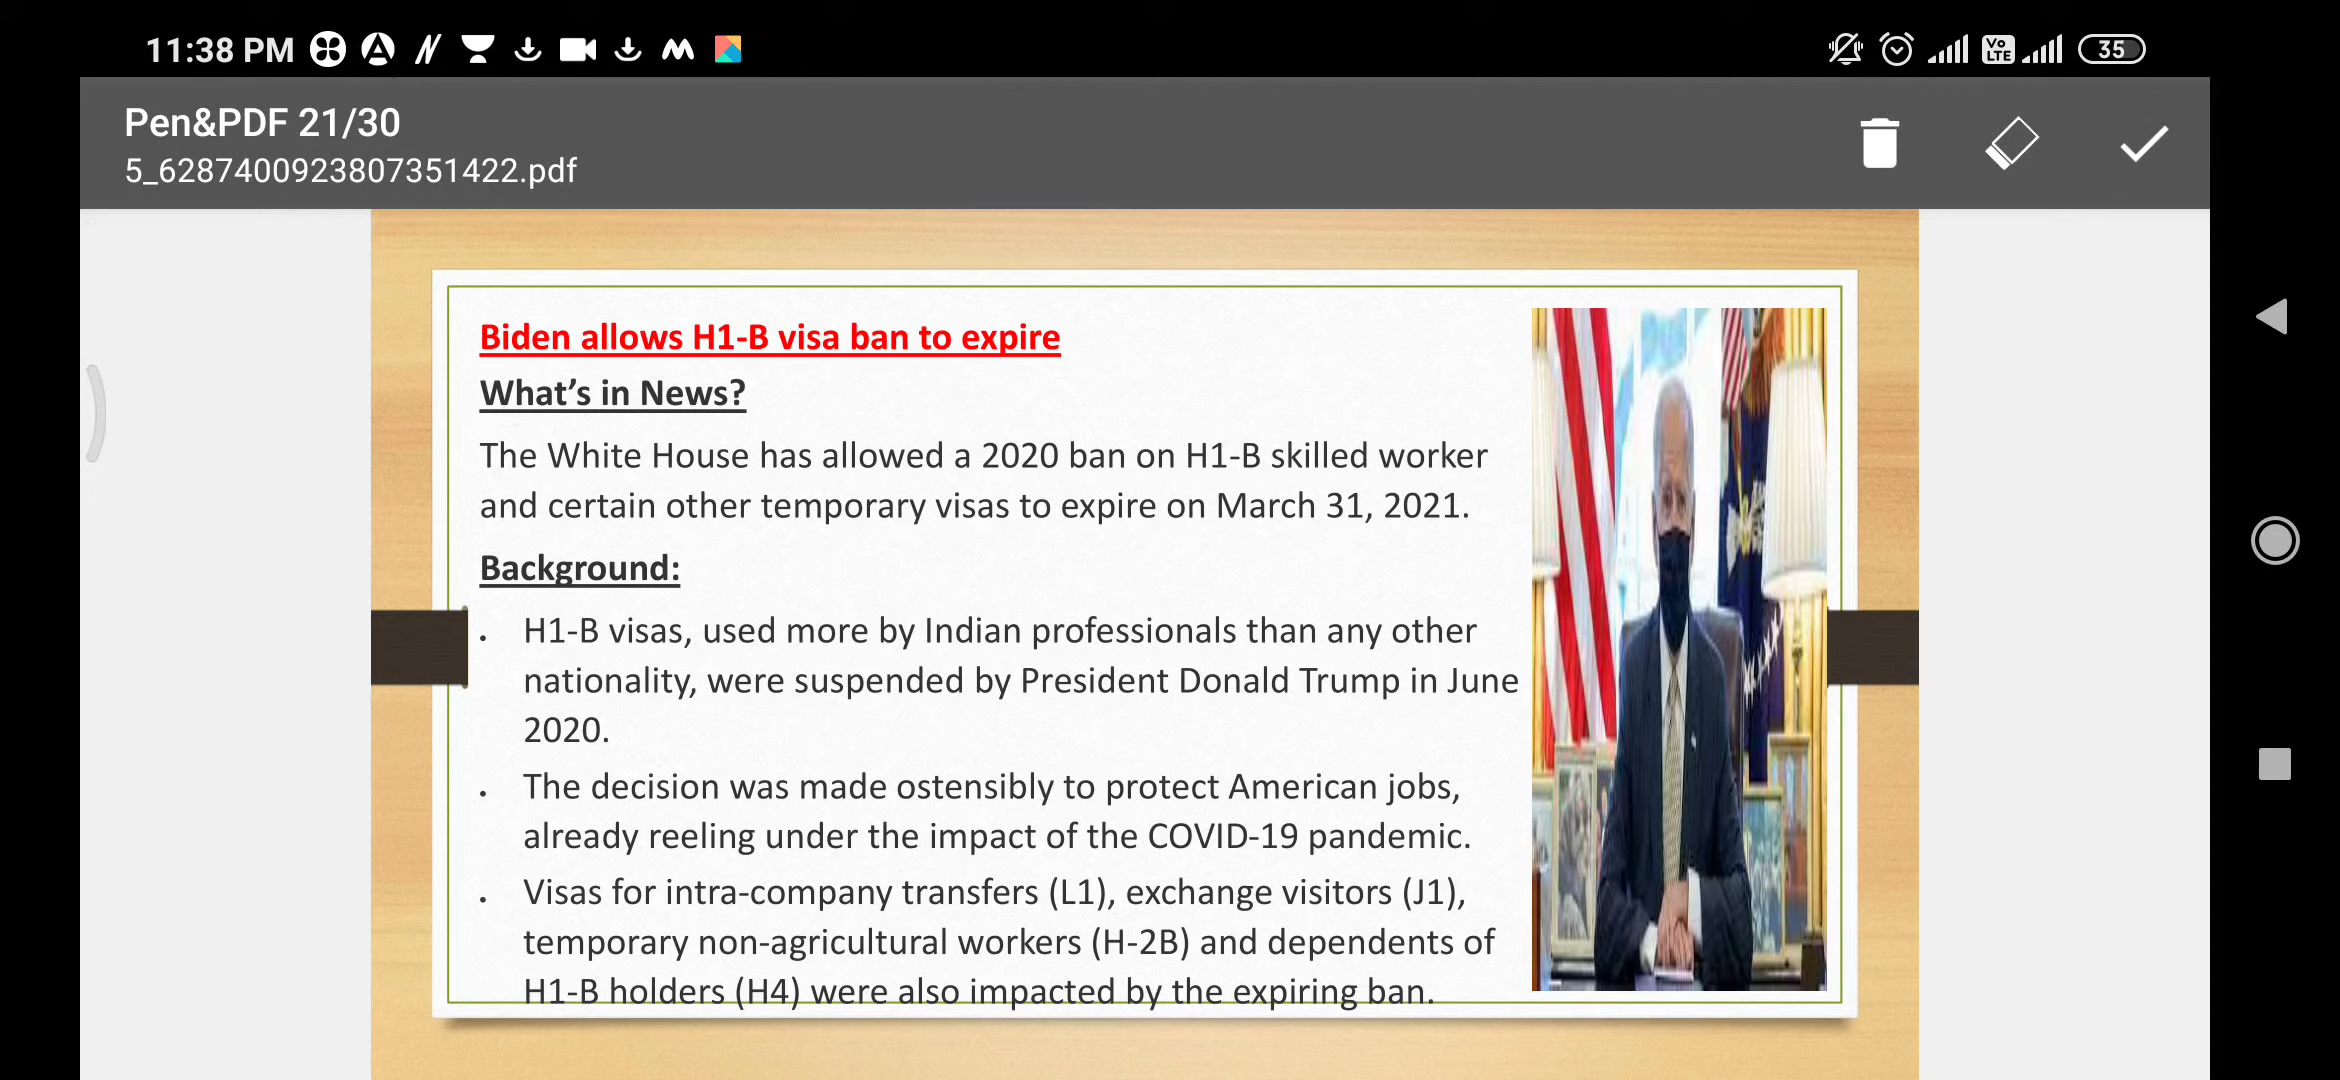 11:38 PM
Vo
LTE
35
Pen&PDF 21/30
5_6287400923807351422.pdf
Biden allows H1-B visa ban to expire
What’s in News?
The White House has allowed a 2020 ban on H1-B skilled worker
and certain other temporary visas to expire on March 31, 2021.
Background:
• H1-B visas, used more by Indian professionals than any other
nationality, were suspended by President Donald Trump in June
2020.
• The decision was made ostensibly to protect American jobs,
already reeling under the impact of the COVID-19 pandemic.
• Visas for intra-company transfers (L1), exchange visitors (J1),
temporary non-agricultural workers (H-2B) and dependents of
H1-B holders (H4) were also impacted by the expiring ban.